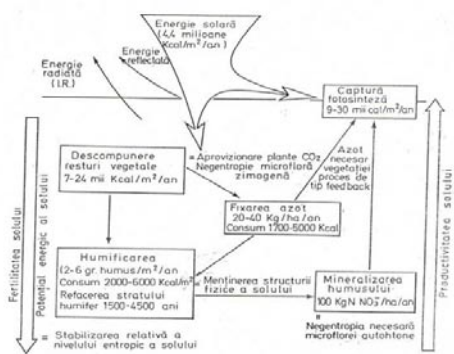 Energie solară
(4,4 milioane
Kcal/m²/an)
Energie
reflectată
Energie
radiată
(I.R.)
Captură
fotosinteză
9-30 mii cal/m²/an
Descompunere
resturi vegetale
7-24 mii Kcal/m²/an
= Aprovizionare plante CO₂
Negentropie microfloră
zimogenă
Azot
necesar
vegetației
proces de
tip feedback
Fixarea azot
20-40 Kg/ha/an
Consum 1700-5000 Kcal
Humificarea
(2-6 gr. humus/m²/an
Consum 2000-6000 Kcal/m²
Refacerea stratului
humifer 1500-4500 ani
= Menținerea structurii
fizice a solului
Mineralizarea
humusului
100 KgN NO₃/ha/an
= Negentropia necesară
microflorei autohtone
= Stabilizarea relativă a
nivelului entropic a solului
Fertilitatea solului
Potențial energic al solului
Productivitatea solului